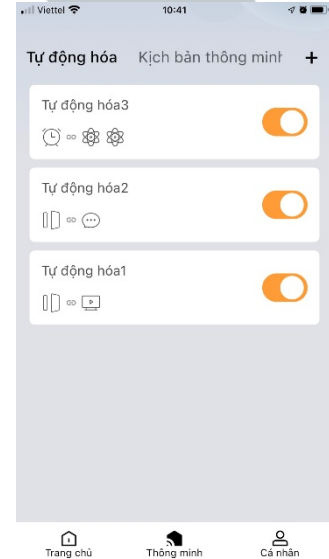 Viettel 10:41
Tự động hóa Kịch bản thông minh +
Tự động hóa3
Tự động hóa2
Tự động hóa1
Trang chủ Thông minh Cá nhân